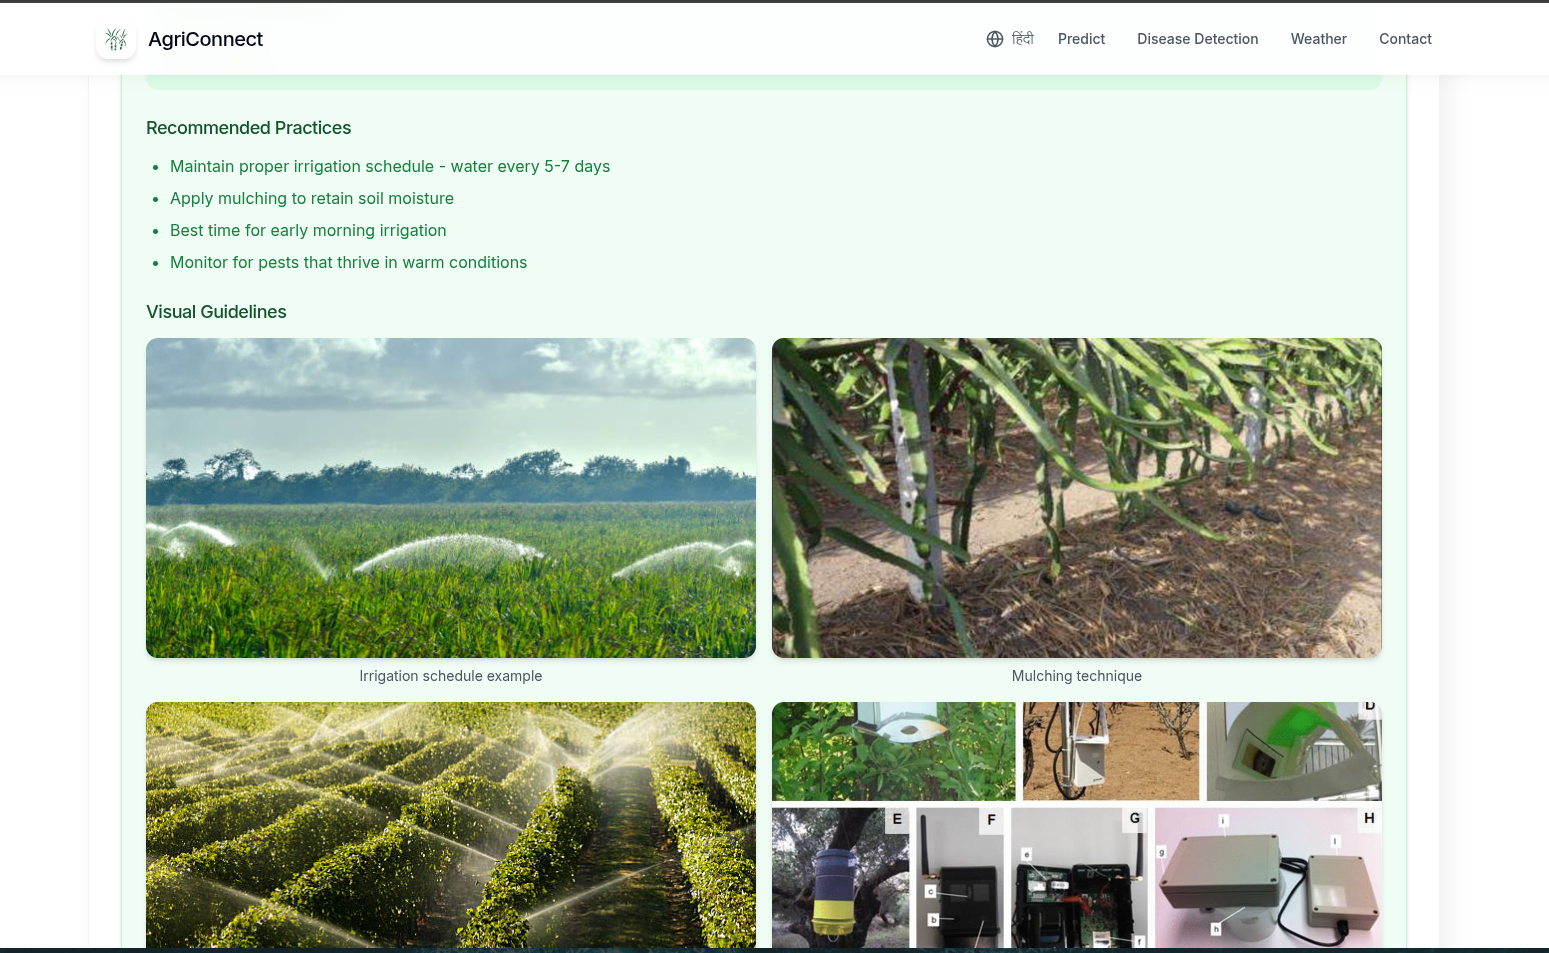 AgriConnect
हिंदी Predict Disease Detection Weather Contact
Recommended Practices
• Maintain proper irrigation schedule - water every 5-7 days
• Apply mulching to retain soil moisture
• Best time for early morning irrigation
• Monitor for pests that thrive in warm conditions
Visual Guidelines
Irrigation schedule example
Mulching technique
D
E
F
G
H
e
c
b
f
i
g
l
h